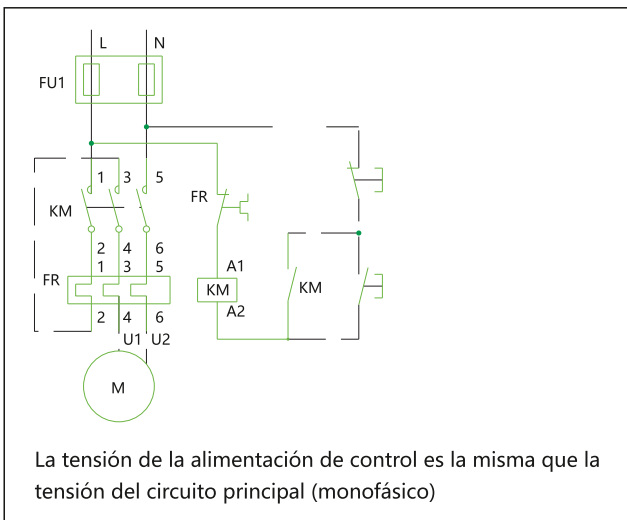 L N
FU1
1 3 5
FR
KM
2 4 6
1 3 5
A1
FR
KM
KM
A2
2 4 6
U1 U2
M
La tensión de la alimentación de control es la misma que la
tensión del circuito principal (monofásico)